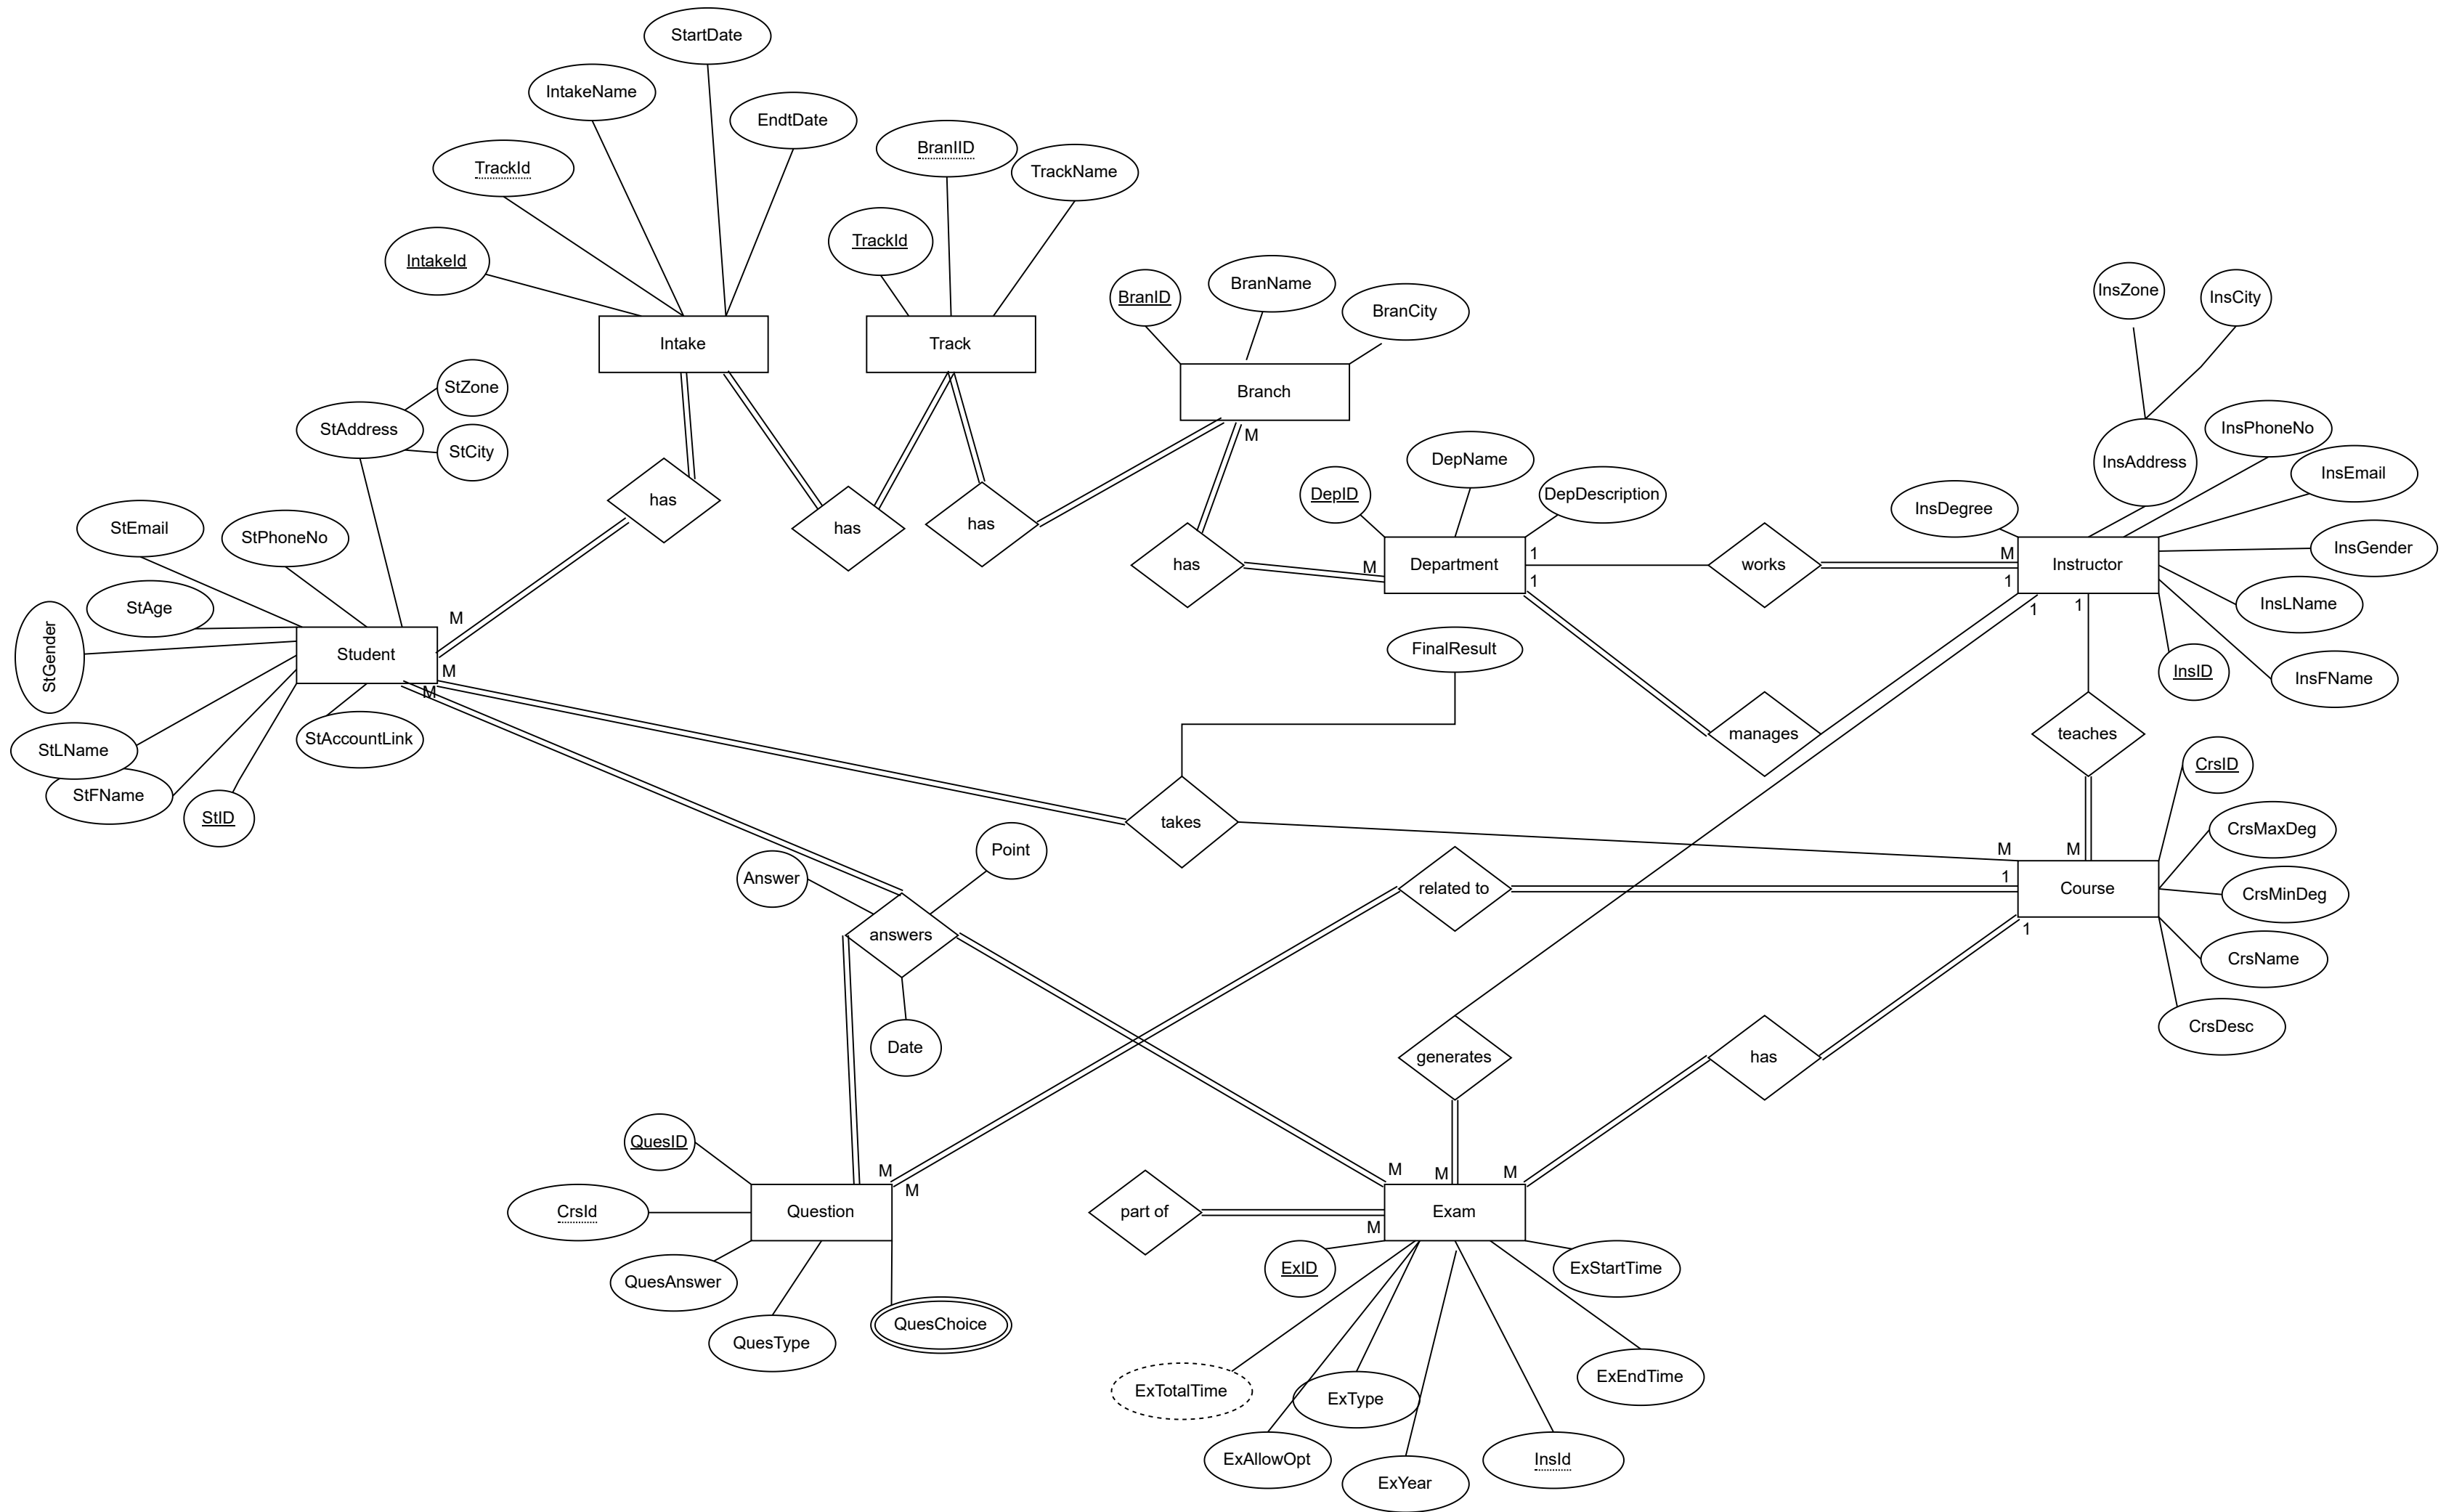 StartDate
IntakeName
EndtDate
BranIID
TrackId
TrackName
TrackId
IntakeId
BranID
BranName
BranCity
InsZone
InsCity
Intake
Track
Branch
StZone
StAddress
StCity
M
InsPhoneNo
InsAddress
InsEmail
DepName
DepID
DepDescription
InsDegree
has
has
has
StEmail
StPhoneNo
has
M
Department
1
works
M
Instructor
InsGender
1
1
1
1
StAge
M
InsLName
StGender
Student
M
M
FinalResult
InsID
InsFName
StLName
StAccountLink
manages
teaches
StFName
StID
CrsID
takes
Point
CrsMaxDeg
Answer
M
M
related to
1
Course
CrsMinDeg
answers
1
CrsName
Date
generates
has
CrsDesc
QuesID
M
M
M
M
M
CrsId
Question
part of
Exam
M
QuesAnswer
ExID
ExStartTime
QuesChoice
QuesType
ExTotalTime
ExType
ExEndTime
ExAllowOpt
InsId
ExYear